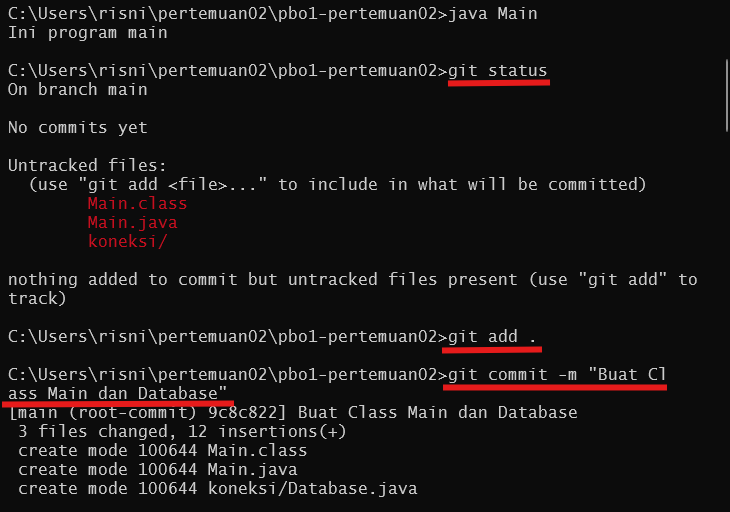 C:\Users\risni\pertemuan02\pbo1-pertemuan02>java Main
Ini program main
C:\Users\risni\pertemuan02\pbo1-pertemuan02>git status
On branch main
No commits yet
Untracked files:
  (use "git add <file>..." to include in what will be committed)
        Main.class
        Main.java
        koneksi/
nothing added to commit but untracked files present (use "git add" to
track)
C:\Users\risni\pertemuan02\pbo1-pertemuan02>git add .
C:\Users\risni\pertemuan02\pbo1-pertemuan02>git commit -m "Buat Cl
ass Main dan Database"
[main (root-commit) 9c8c822] Buat Class Main dan Database
 3 files changed, 12 insertions(+)
 create mode 100644 Main.class
 create mode 100644 Main.java
 create mode 100644 koneksi/Database.java